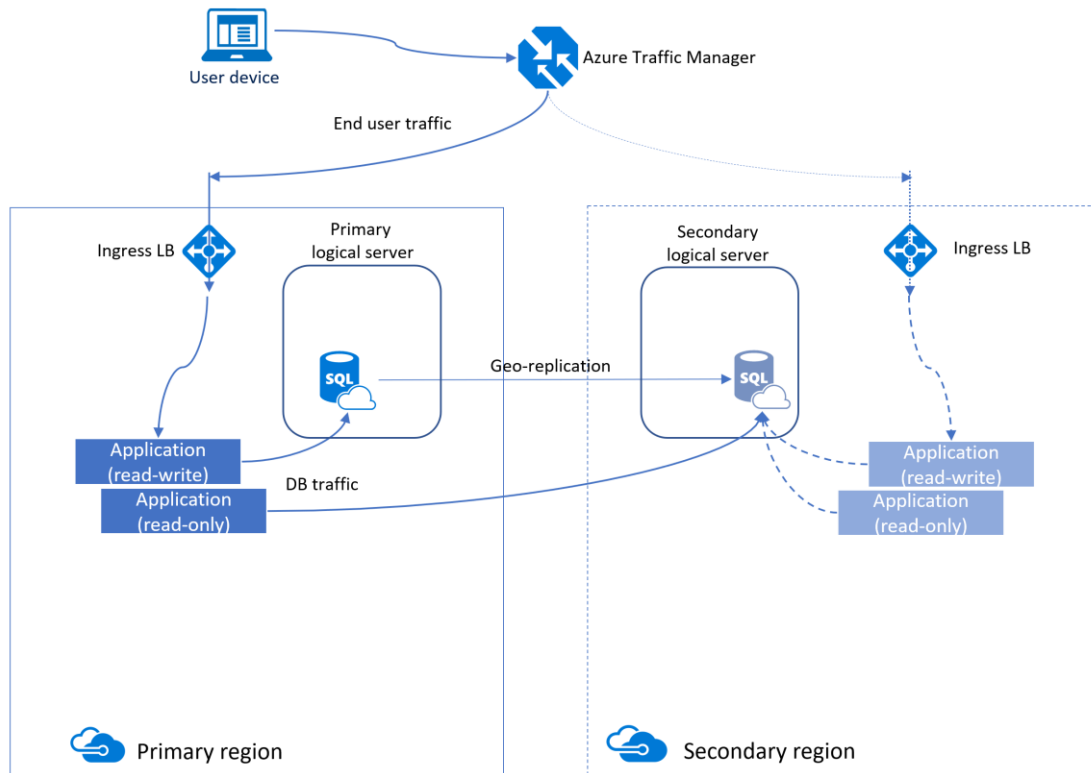 User device
Azure Traffic Manager
End user traffic
Ingress LB
Primary
logical server
SQL
Geo-replication
Secondary
logical server
SQL
Ingress LB
Application
(read-write)
Application
(read-only)
DB traffic
Application
(read-write)
Application
(read-only)
Primary region
Secondary region